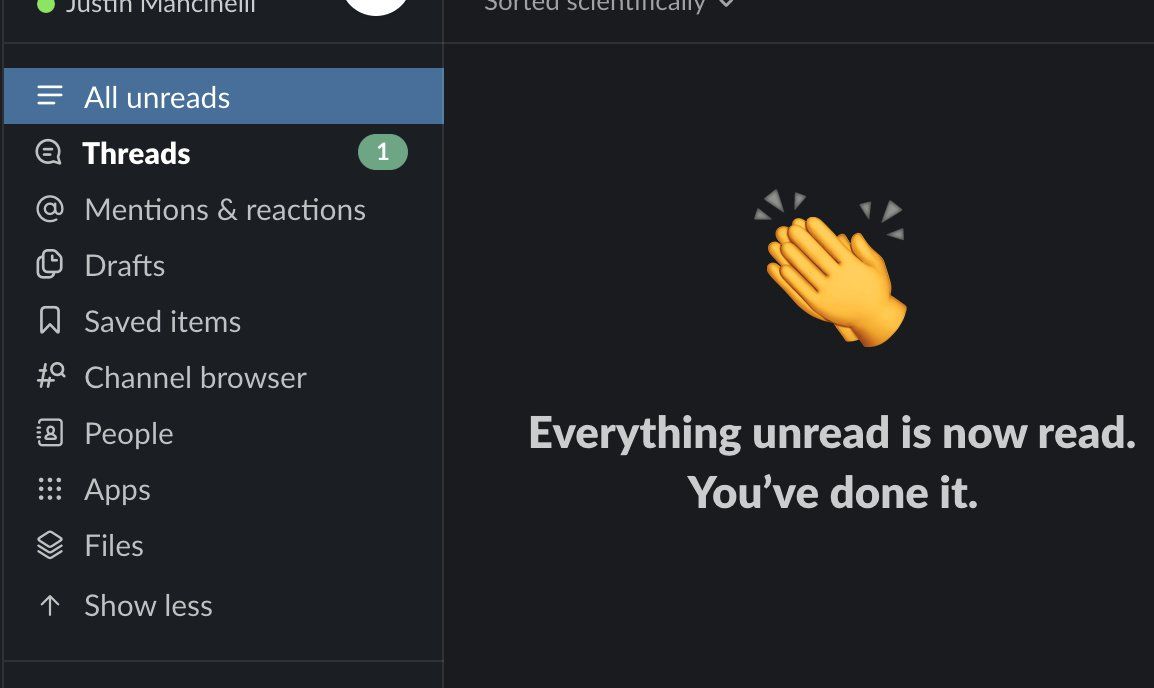 Justin Mancinelli
Sorted scientifically
All unreads
Threads
1
Mentions & reactions
Drafts
Saved items
Channel browser
People
Apps
Files
Show less
Everything unread is now read.
You’ve done it.